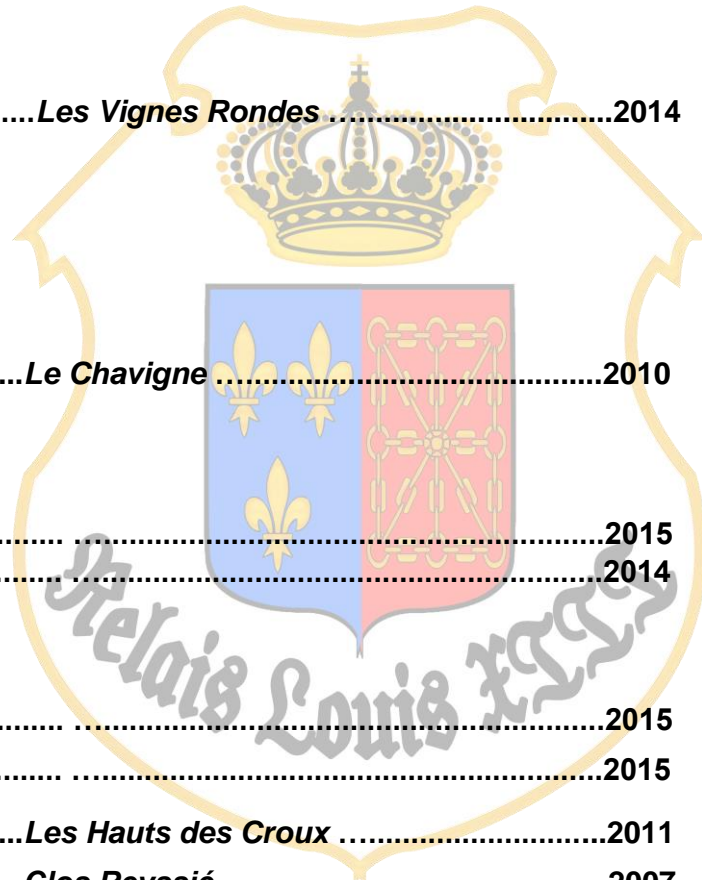 ....Les Vignes Rondes ..…............................2014
...Le Chavigne …..........................................2010
........ …...........................................................2015
........ …...........................................................2014
Relais Louis XIII
........ …...........................................................2015
........ …...........................................................2015
...Les Hauts des Croux ….............................2011